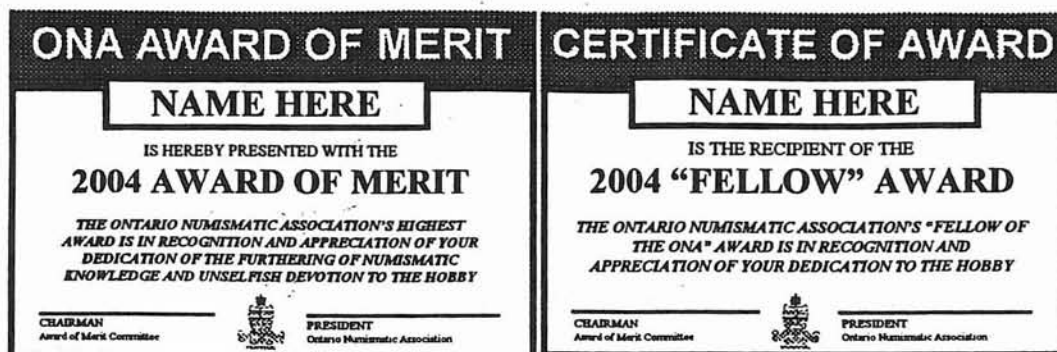 ONA AWARD OF MERIT
NAME HERE
IS HEREBY PRESENTED WITH THE
2004 AWARD OF MERIT
THE ONTARIO NUMISMATIC ASSOCIATION'S HIGHEST
AWARD IS IN RECOGNITION AND APPRECIATION OF YOUR
DEDICATION OF THE FURTHERING OF NUMISMATIC
KNOWLEDGE AND UNSELFISH DEVOTION TO THE HOBBY
CHAIRMAN
Award of Merit Committee
PRESIDENT
Ontario Numismatic Association
CERTIFICATE OF AWARD
NAME HERE
IS THE RECIPIENT OF THE
2004 “FELLOW” AWARD
THE ONTARIO NUMISMATIC ASSOCIATION'S "FELLOW OF
THE ONA" AWARD IS IN RECOGNITION AND
APPRECIATION OF YOUR DEDICATION TO THE HOBBY
CHAIRMAN
Award of Merit Committee
PRESIDENT
Ontario Numismatic Association